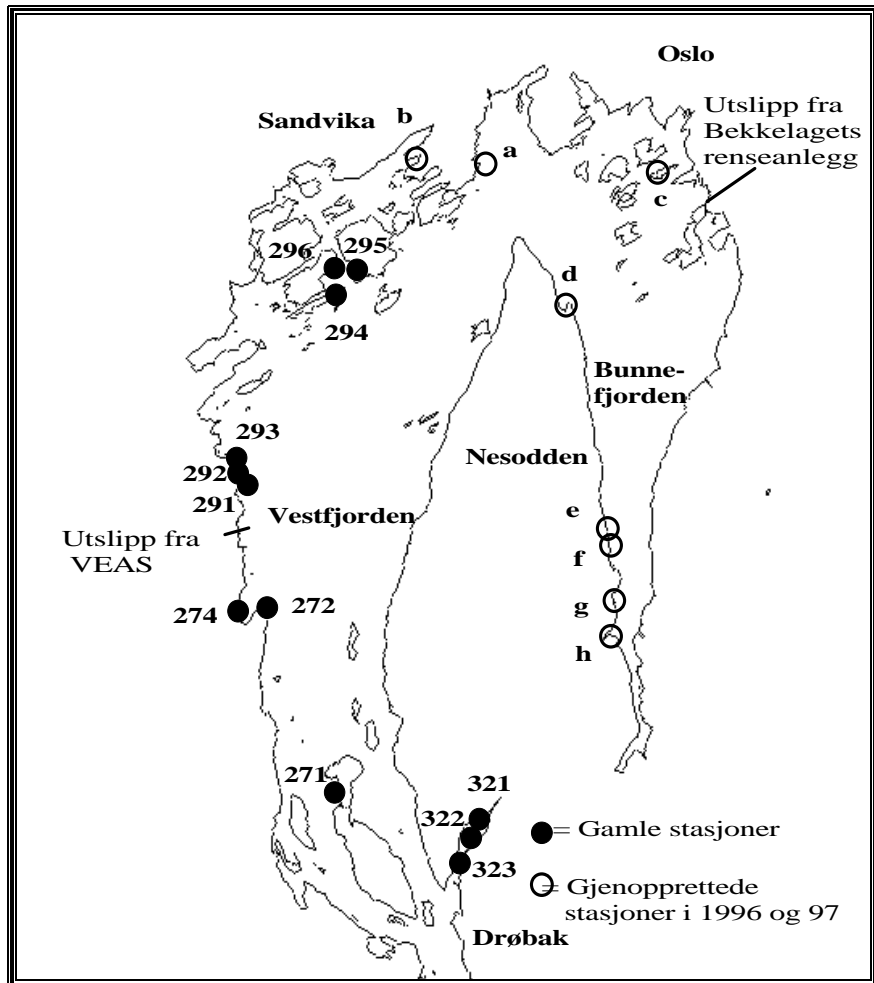 Oslo
Utslipp fra
Bekkelagets
renseanlegg
Sandvika
b
a
c
296
295
294
d
Bunne-
fjorden
293
292
291
Nesodden
Vestfjorden
e
f
Utslipp fra
VEAS
274
272
g
h
271
321
322
323
= Gamle stasjoner
= Gjenopprettede
stasjoner i 1996 og 97
Drøbak